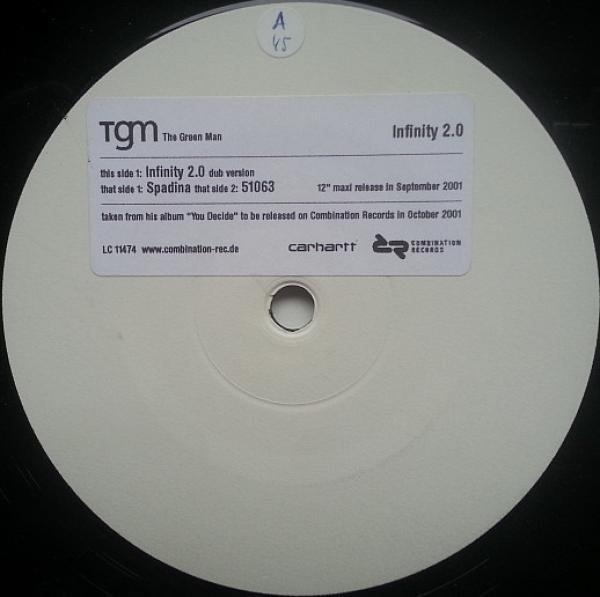 A
45
TGM The Green Man Infinity 2.0
this side 1: Infinity 2.0 dub version
that side 1: Spadina that side 2: 51063 12" maxi release in September 2001
taken from his album "You Decide" to be released on Combination Records in October 2001
LC 11474 www.combination-rec.de carhartt CR COMBINATION RECORDS